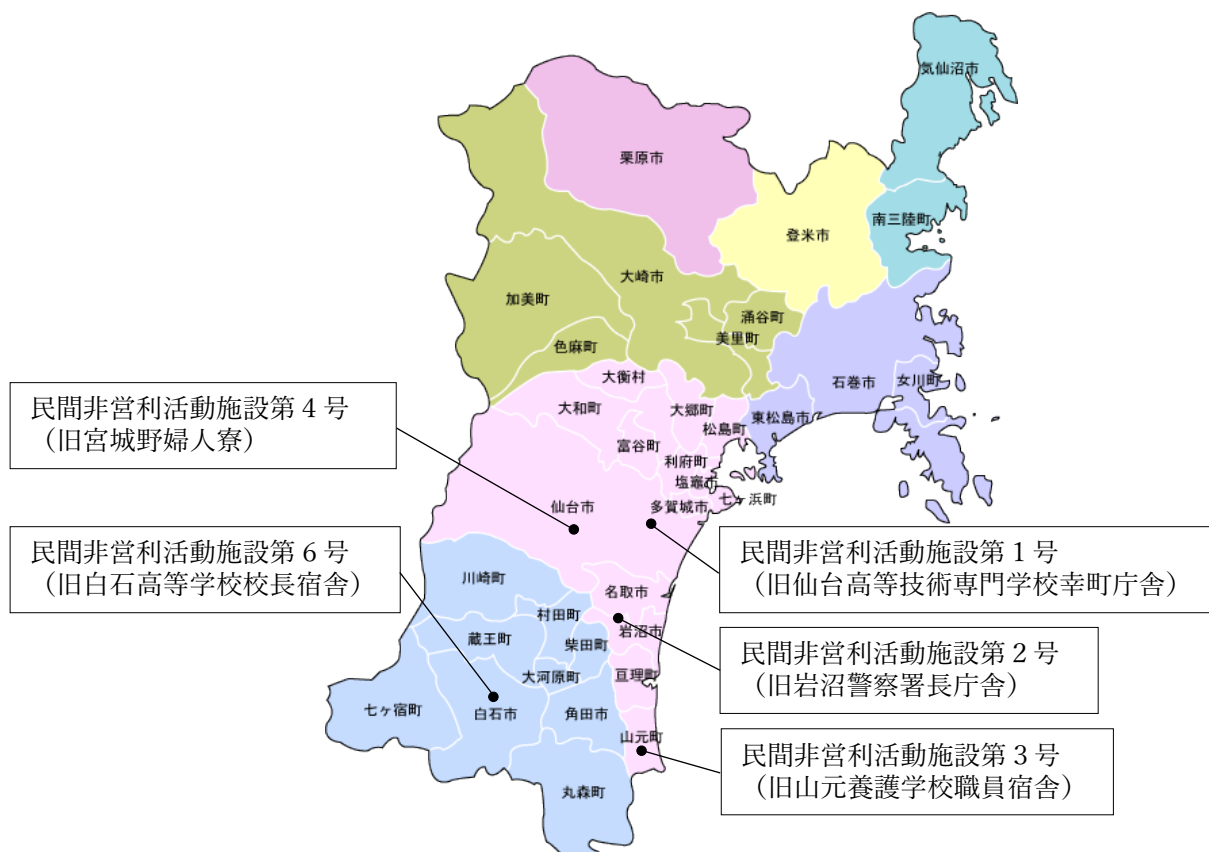 気仙沼市
栗原市
南三陸町
登米市
大崎市
加美町
涌谷町
美里町
色麻町
大衡村
石巻市
女川町
大和町
大郷町
東松島市
松島町
富谷町
利府町
塩竈市
七ヶ浜町
仙台市
多賀城市
川崎町
名取市
村田町
岩沼市
蔵王町
柴田町
大河原町
亘理町
七ヶ宿町
白石市
角田市
山元町
丸森町
民間非営利活動施設第4号
（旧宮城野婦人寮）
民間非営利活動施設第6号
（旧白石高等学校校長宿舎）
民間非営利活動施設第1号
（旧仙台高等技術専門学校幸町庁舎）
民間非営利活動施設第2号
（旧岩沼警察署長庁舎）
民間非営利活動施設第3号
（旧山元養護学校職員宿舎）